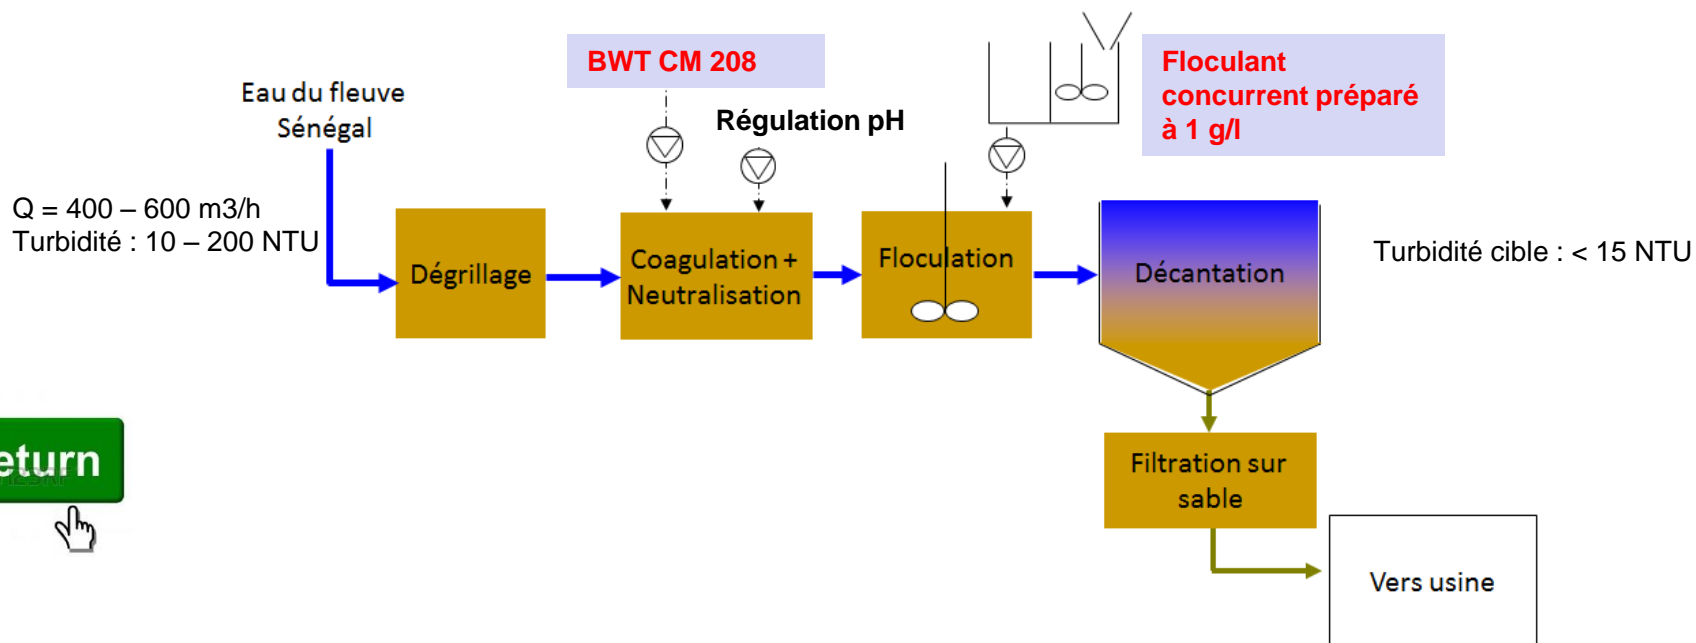 BWT CM 208
Eau du fleuve
Sénégal
Régulation pH
Floculant
concurrent préparé
à 1 g/l
Q = 400 – 600 m3/h
Turbidité : 10 – 200 NTU
Dégrillage
Coagulation +
Neutralisation
Floculation
Décantation
Turbidité cible : < 15 NTU
eturn
Filtration sur
sable
Vers usine